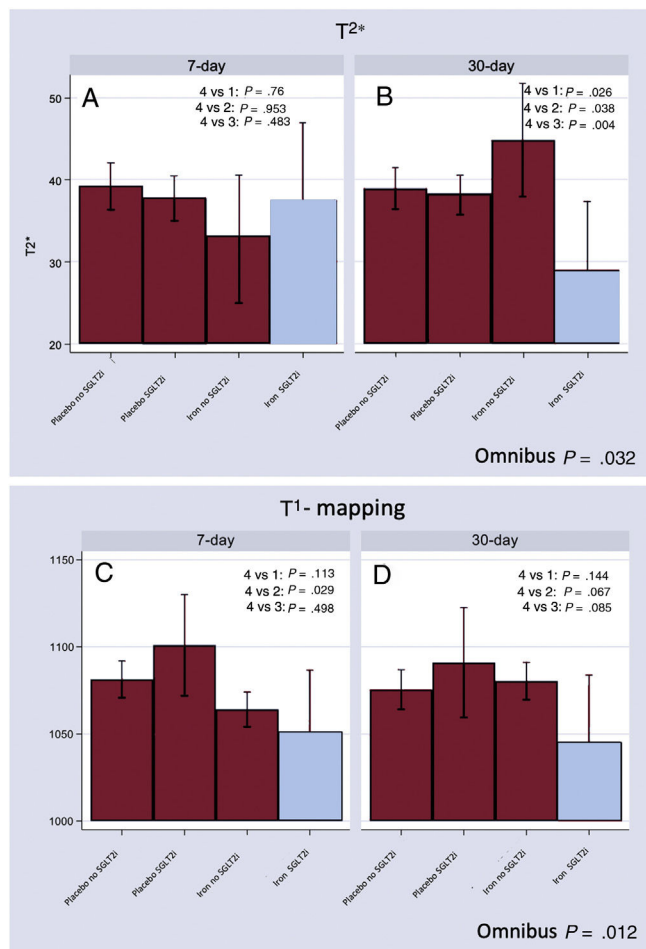 T2*
7-day
30-day
A
4 vs 1: P = .76
4 vs 2: P = .953
4 vs 3: P = .483
B
4 vs 1: P = .026
4 vs 2: P = .038
4 vs 3: P = .004
50
40
30
20
T2*
Placebo no SGLT2i
Placebo SGLT2i
Iron no SGLT2i
Iron SGLT2i
Placebo no SGLT2i
Placebo SGLT2i
Iron no SGLT2i
Iron SGLT2i
Omnibus P = .032
T1- mapping
7-day
30-day
C
4 vs 1: P = .113
4 vs 2: P = .029
4 vs 3: P = .498
D
4 vs 1: P = .144
4 vs 2: P = .067
4 vs 3: P = .085
1150
1100
1050
1000
Placebo no SGLT2i
Placebo SGLT2i
Iron no SGLT2i
Iron SGLT2i
Placebo no SGLT2i
Placebo SGLT2i
Iron no SGLT2i
Iron SGLT2i
Omnibus P = .012